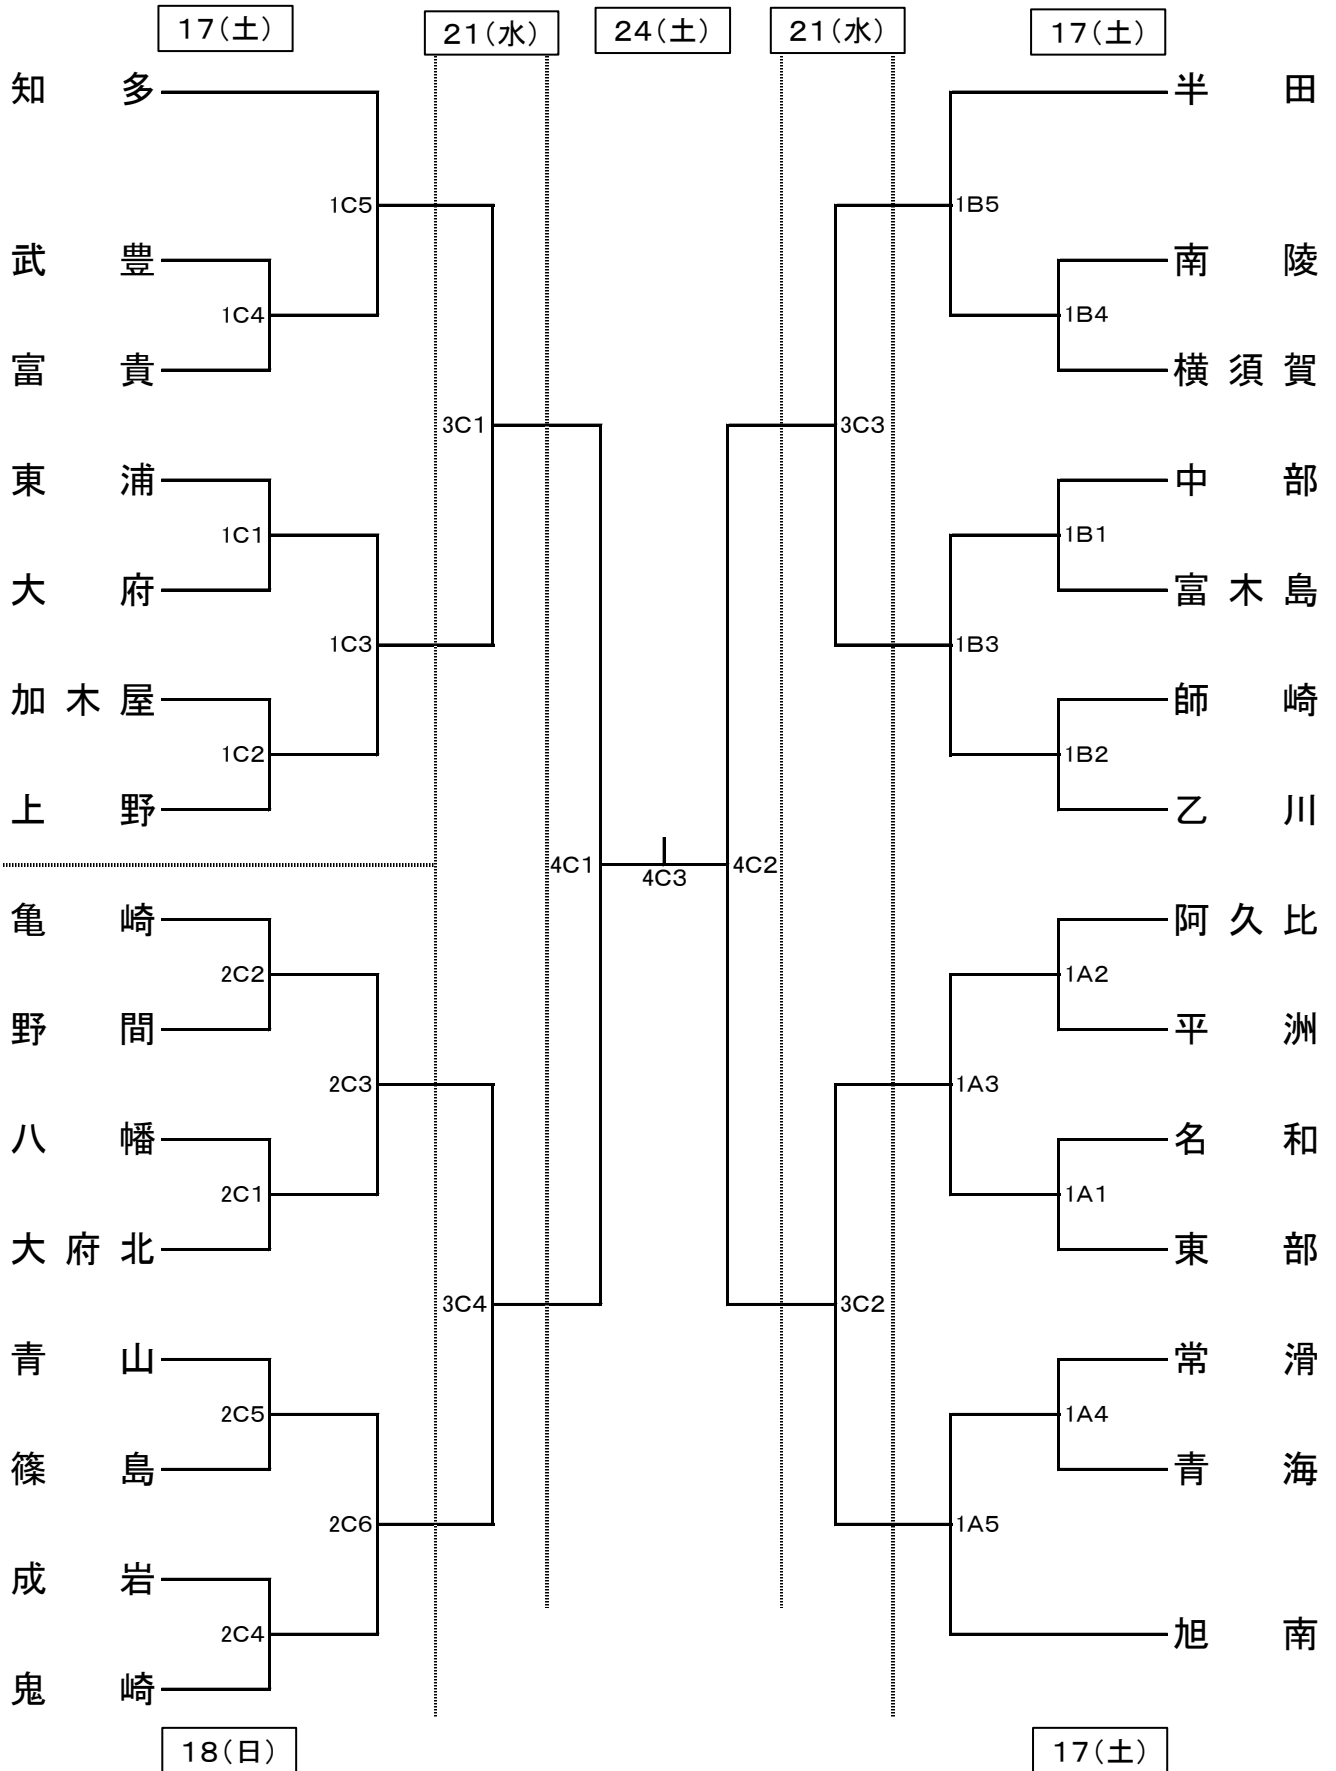 17(土) 21(水) 24(土) 21(水) 17(土)
知多 半田
1C5 1B5
武豊 南陵
1C4 1B4
富貴 横須賀
3C1 3C3
東浦 中部
1C1 1B1
大府 富木島
1C3 1B3
加木屋 師崎
1C2 1B2
上野 乙川
4C1 4C3 4C2
亀崎 阿久比
2C2 1A2
野間 平洲
2C3 1A3
八幡 名和
2C1 1A1
大府北 東部
3C4 3C2
青山 常滑
2C5 1A4
篠島 青海
2C6 1A5
成岩
2C4 旭南
鬼崎
18(日) 17(土)